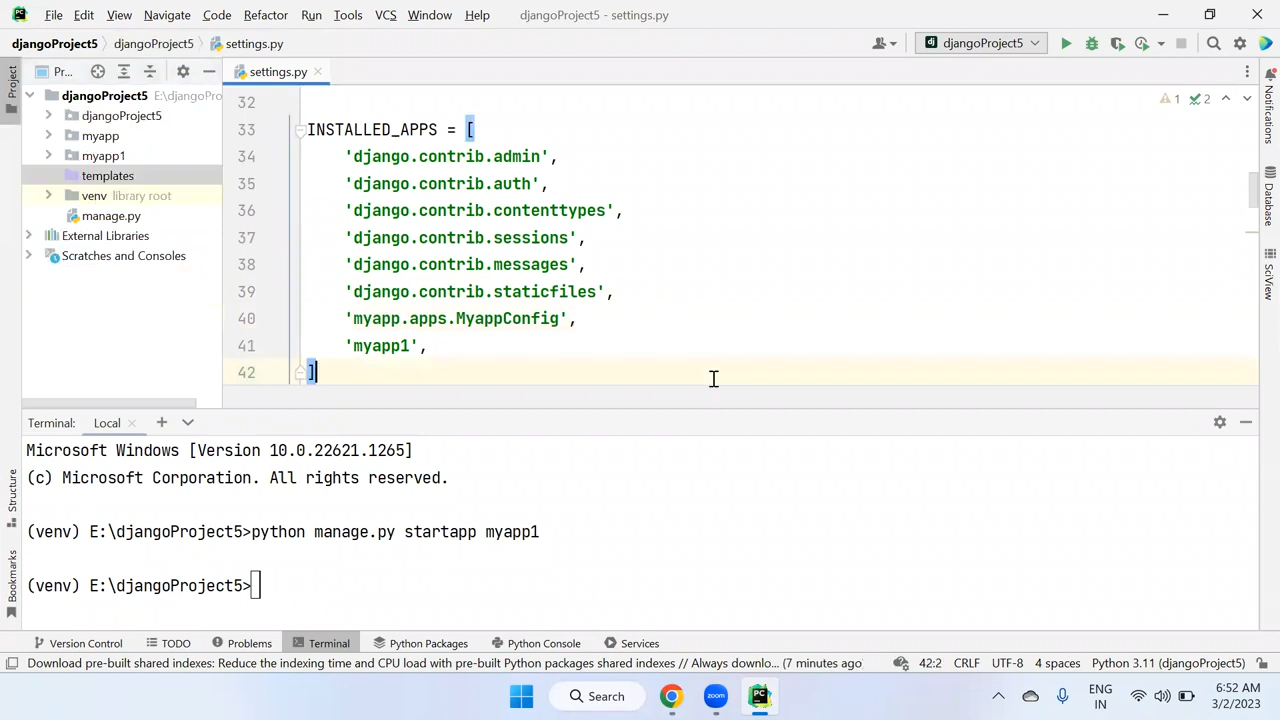 File Edit View Navigate Code Refactor Run Tools VCS Window Help djangoProject5 - settings.py
djangoProject5 djangoProject5 settings.py djangoProject5
Project Pr... settings.py
djangoProject5 E:\djangoPro
djangoProject5
myapp
myapp1
templates
venv library root
manage.py
External Libraries
Scratches and Consoles
1 2
32
33 INSTALLED_APPS = [
34 'django.contrib.admin',
35 'django.contrib.auth',
36 'django.contrib.contenttypes',
37 'django.contrib.sessions',
38 'django.contrib.messages',
39 'django.contrib.staticfiles',
40 'myapp.apps.MyappConfig',
41 'myapp1',
42 ]
Notifications
Database
SciView
Structure
Bookmarks
Terminal: Local
Microsoft Windows [Version 10.0.22621.1265]
(c) Microsoft Corporation. All rights reserved.
(venv) E:\djangoProject5>python manage.py startapp myapp1
(venv) E:\djangoProject5>
Version Control TODO Problems Terminal Python Packages Python Console Services
Download pre-built shared indexes: Reduce the indexing time and CPU load with pre-built Python packages shared indexes // Always downlo... (7 minutes ago) 42:2 CRLF UTF-8 4 spaces Python 3.11 (djangoProject5)
Search zoom PC ENG IN 6:52 AM 3/2/2023